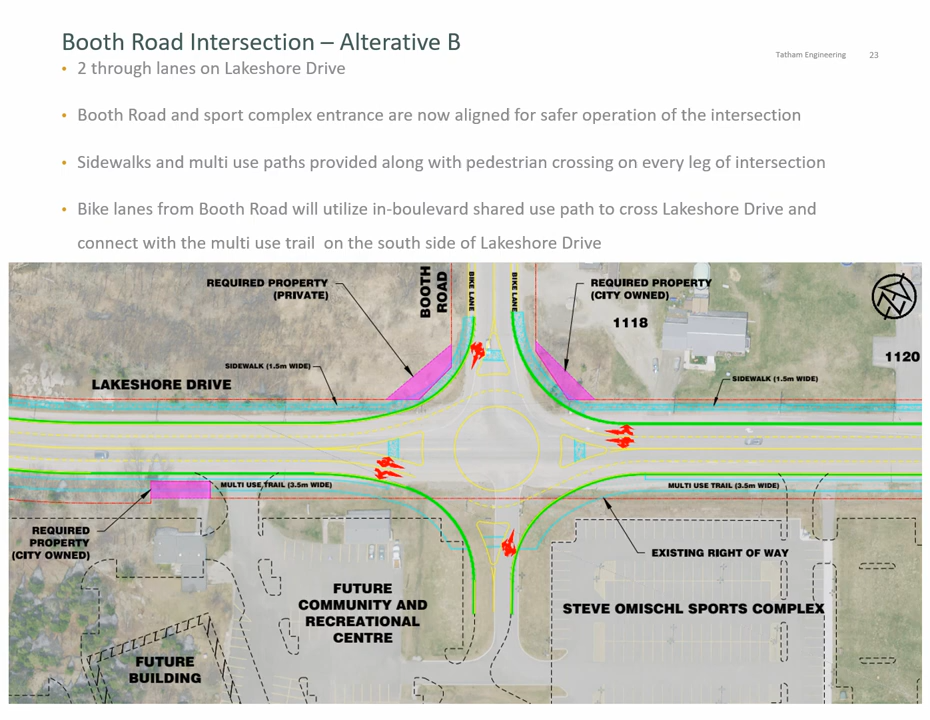 Booth Road Intersection – Alterative B
Tatham Engineering 23
• 2 through lanes on Lakeshore Drive
• Booth Road and sport complex entrance are now aligned for safer operation of the intersection
• Sidewalks and multi use paths provided along with pedestrian crossing on every leg of intersection
• Bike lanes from Booth Road will utilize in-boulevard shared use path to cross Lakeshore Drive and
connect with the multi use trail on the south side of Lakeshore Drive
REQUIRED PROPERTY
(PRIVATE)
BOOTH
ROAD
BIKE LANE
BIKE LANE
REQUIRED PROPERTY
(CITY OWNED)
1118
1120
SIDEWALK (1.5m WIDE)
LAKESHORE DRIVE
SIDEWALK (1.5m WIDE)
MULTI USE TRAIL (3.5m WIDE)
MULTI USE TRAIL (3.5m WIDE)
REQUIRED
PROPERTY
(CITY OWNED)
EXISTING RIGHT OF WAY
FUTURE
COMMUNITY AND
RECREATIONAL
CENTRE
STEVE OMISCHL SPORTS COMPLEX
FUTURE
BUILDING